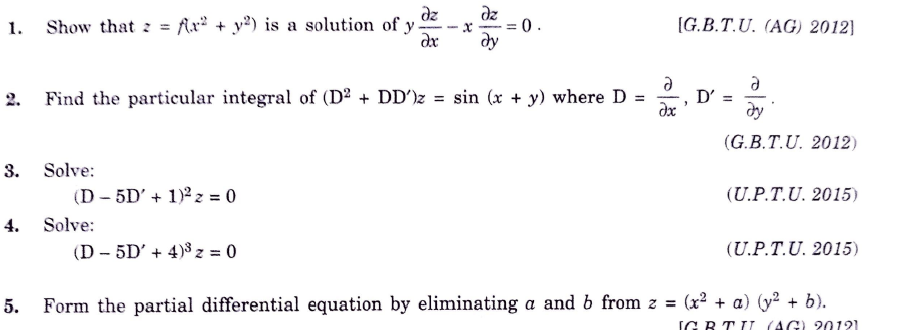 1. Show that z = f(x² + y²) is a solution of y ∂z/∂x − x ∂z/∂y = 0 . [G.B.T.U. (AG) 2012]
2. Find the particular integral of (D² + DD′)z = sin (x + y) where D = ∂/∂x , D′ = ∂/∂y .
(G.B.T.U. 2012)
3. Solve:
(D – 5D′ + 1)² z = 0 (U.P.T.U. 2015)
4. Solve:
(D – 5D′ + 4)³ z = 0 (U.P.T.U. 2015)
5. Form the partial differential equation by eliminating a and b from z = (x² + a) (y² + b).
[G.B.T.U. (AG) 2012]